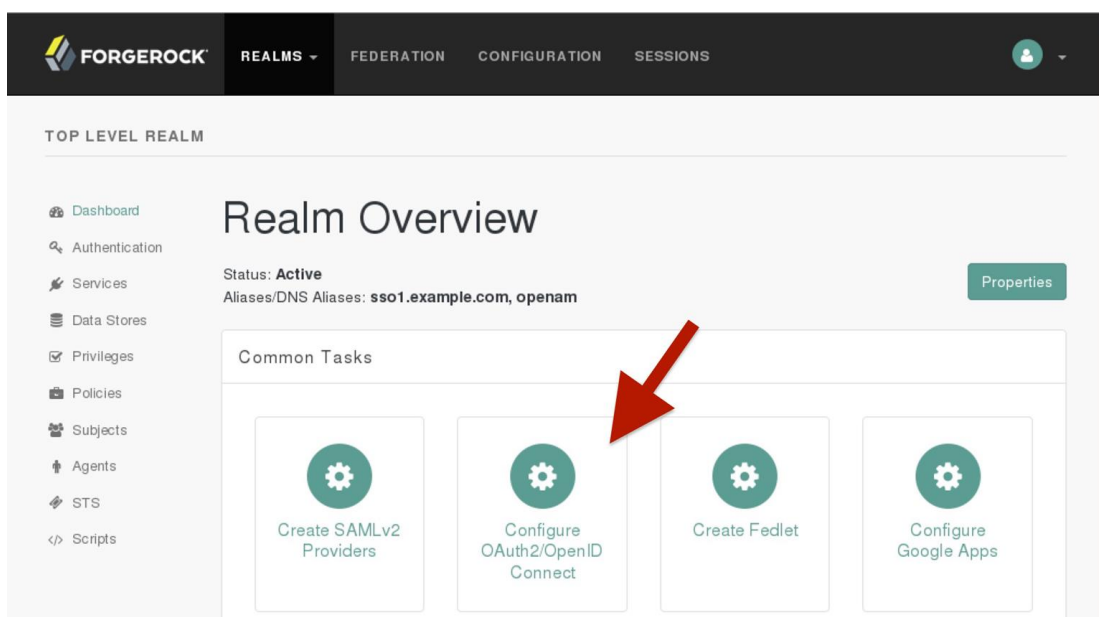 FORGEROCK REALMS FEDERATION CONFIGURATION SESSIONS
TOP LEVEL REALM
Dashboard
Authentication
Services
Data Stores
Privileges
Policies
Subjects
Agents
STS
</> Scripts
Realm Overview
Status: Active
Aliases/DNS Aliases: sso1.example.com, openam
Properties
Common Tasks
Create SAMLv2
Providers
Configure
OAuth2/OpenID
Connect
Create Fedlet
Configure
Google Apps